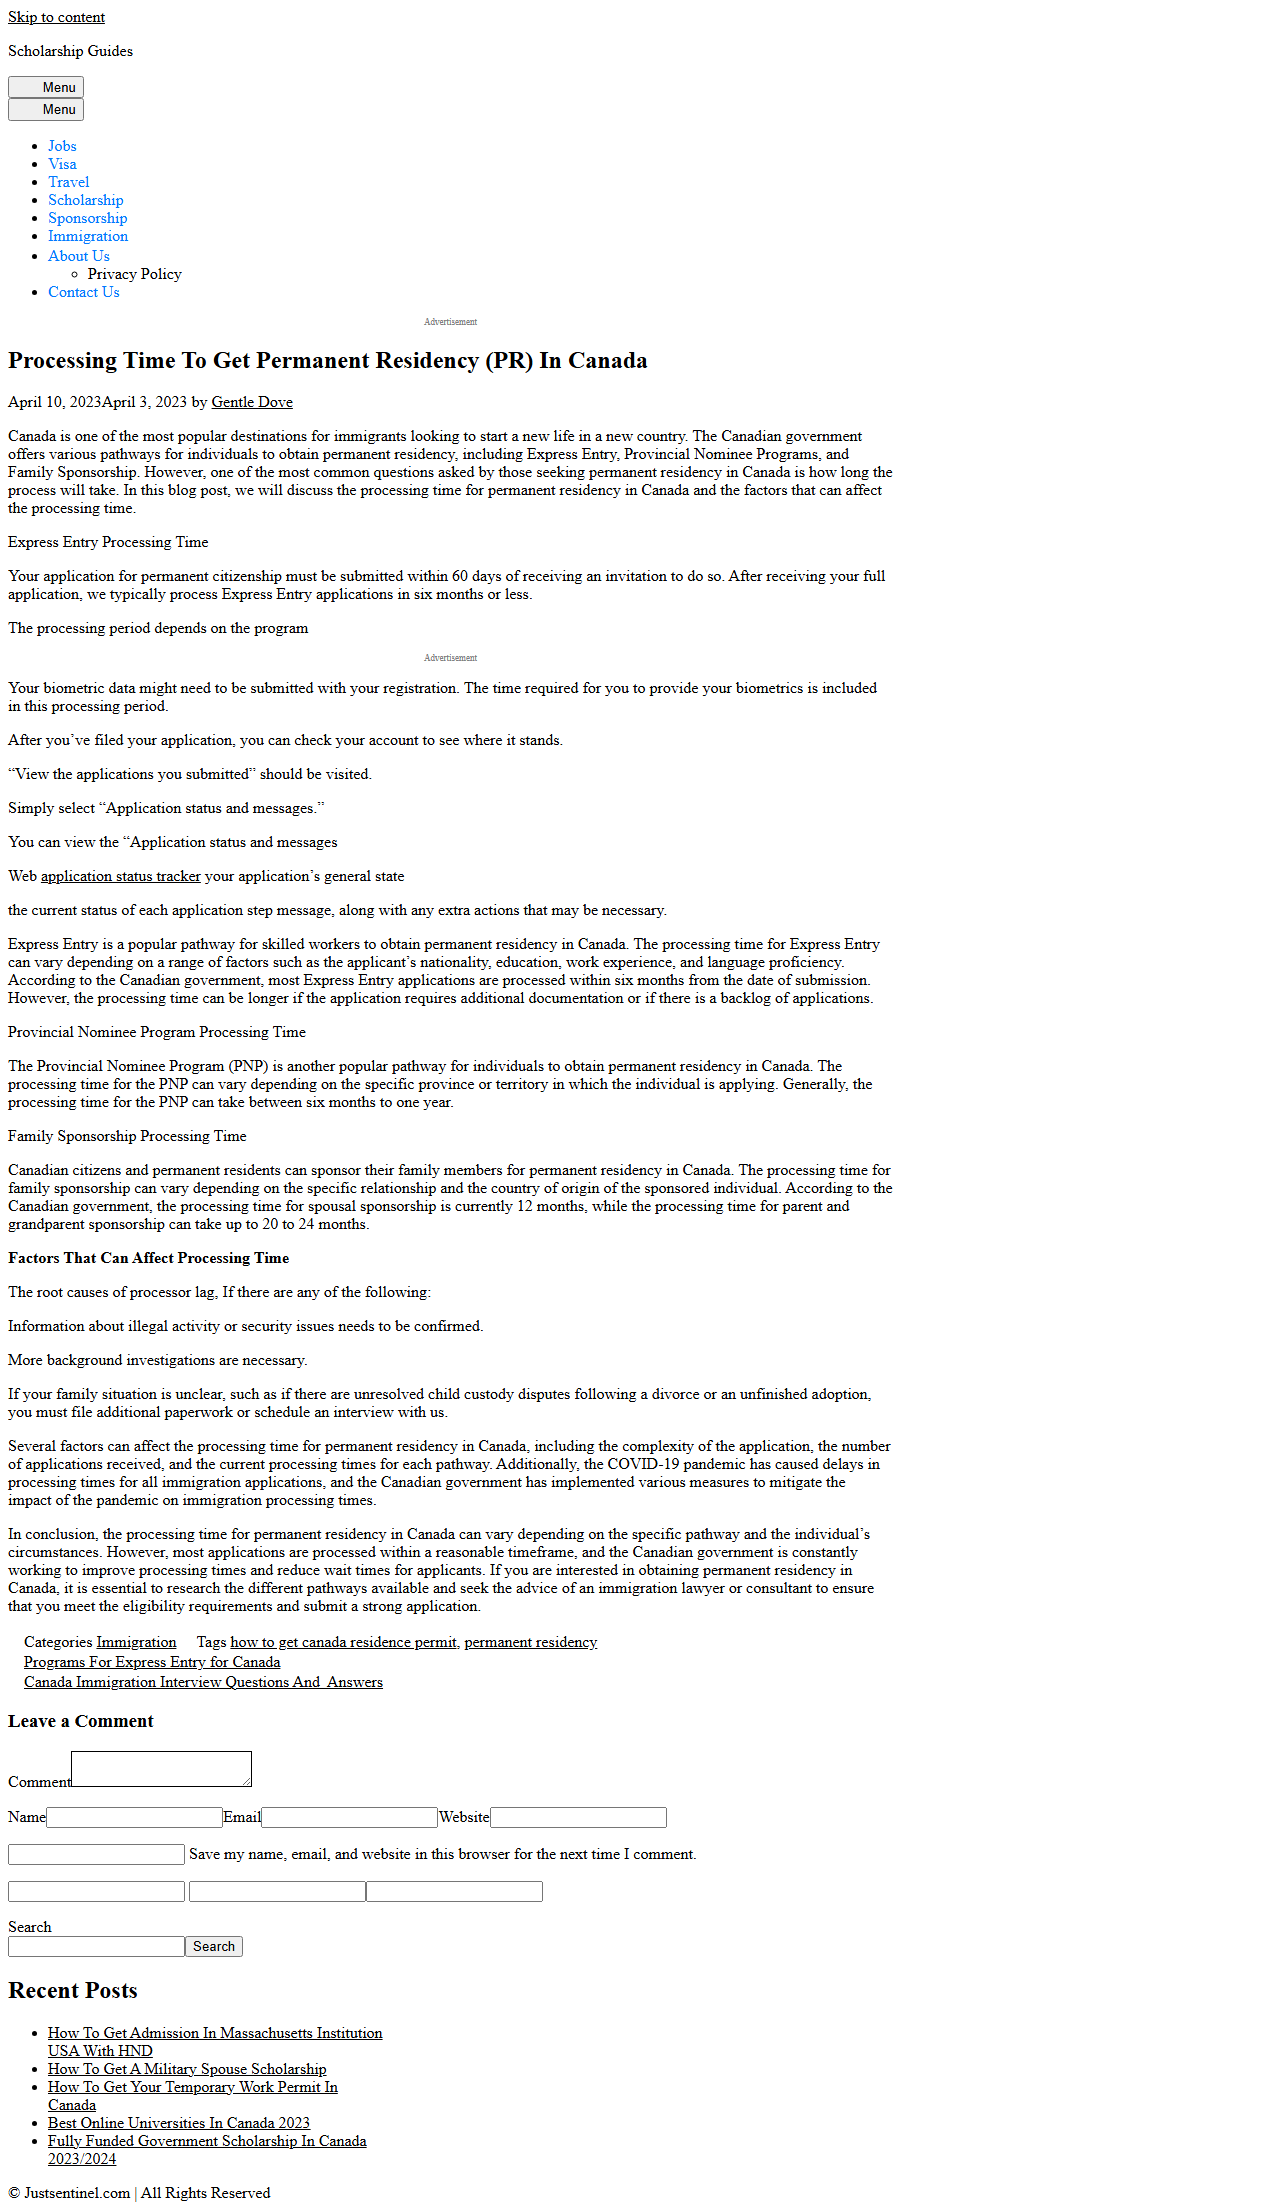 Skip to content
Scholarship Guides
Menu
Menu
Jobs
Visa
Travel
Scholarship
Sponsorship
Immigration
About Us
Privacy Policy
Contact Us
Advertisement
Processing Time To Get Permanent Residency (PR) In Canada
April 10, 2023April 3, 2023 by Gentle Dove
Canada is one of the most popular destinations for immigrants looking to start a new life in a new country. The Canadian government
offers various pathways for individuals to obtain permanent residency, including Express Entry, Provincial Nominee Programs, and
Family Sponsorship. However, one of the most common questions asked by those seeking permanent residency in Canada is how long the
process will take. In this blog post, we will discuss the processing time for permanent residency in Canada and the factors that can affect
the processing time.
Express Entry Processing Time
Your application for permanent citizenship must be submitted within 60 days of receiving an invitation to do so. After receiving your full
application, we typically process Express Entry applications in six months or less.
The processing period depends on the program
Advertisement
Your biometric data might need to be submitted with your registration. The time required for you to provide your biometrics is included
in this processing period.
After you’ve filed your application, you can check your account to see where it stands.
“View the applications you submitted” should be visited.
Simply select “Application status and messages.”
You can view the “Application status and messages
Web application status tracker your application’s general state
the current status of each application step message, along with any extra actions that may be necessary.
Express Entry is a popular pathway for skilled workers to obtain permanent residency in Canada. The processing time for Express Entry
can vary depending on a range of factors such as the applicant’s nationality, education, work experience, and language proficiency.
According to the Canadian government, most Express Entry applications are processed within six months from the date of submission.
However, the processing time can be longer if the application requires additional documentation or if there is a backlog of applications.
Provincial Nominee Program Processing Time
The Provincial Nominee Program (PNP) is another popular pathway for individuals to obtain permanent residency in Canada. The
processing time for the PNP can vary depending on the specific province or territory in which the individual is applying. Generally, the
processing time for the PNP can take between six months to one year.
Family Sponsorship Processing Time
Canadian citizens and permanent residents can sponsor their family members for permanent residency in Canada. The processing time for
family sponsorship can vary depending on the specific relationship and the country of origin of the sponsored individual. According to the
Canadian government, the processing time for spousal sponsorship is currently 12 months, while the processing time for parent and
grandparent sponsorship can take up to 20 to 24 months.
Factors That Can Affect Processing Time
The root causes of processor lag, If there are any of the following:
Information about illegal activity or security issues needs to be confirmed.
More background investigations are necessary.
If your family situation is unclear, such as if there are unresolved child custody disputes following a divorce or an unfinished adoption,
you must file additional paperwork or schedule an interview with us.
Several factors can affect the processing time for permanent residency in Canada, including the complexity of the application, the number
of applications received, and the current processing times for each pathway. Additionally, the COVID-19 pandemic has caused delays in
processing times for all immigration applications, and the Canadian government has implemented various measures to mitigate the
impact of the pandemic on immigration processing times.
In conclusion, the processing time for permanent residency in Canada can vary depending on the specific pathway and the individual’s
circumstances. However, most applications are processed within a reasonable timeframe, and the Canadian government is constantly
working to improve processing times and reduce wait times for applicants. If you are interested in obtaining permanent residency in
Canada, it is essential to research the different pathways available and seek the advice of an immigration lawyer or consultant to ensure
that you meet the eligibility requirements and submit a strong application.
Categories Immigration Tags how to get canada residence permit, permanent residency
Programs For Express Entry for Canada
Canada Immigration Interview Questions And Answers
Leave a Comment
Comment
Name Email Website
Save my name, email, and website in this browser for the next time I comment.
Search
Search
Recent Posts
How To Get Admission In Massachusetts Institution
USA With HND
How To Get A Military Spouse Scholarship
How To Get Your Temporary Work Permit In
Canada
Best Online Universities In Canada 2023
Fully Funded Government Scholarship In Canada
2023/2024
© Justsentinel.com | All Rights Reserved